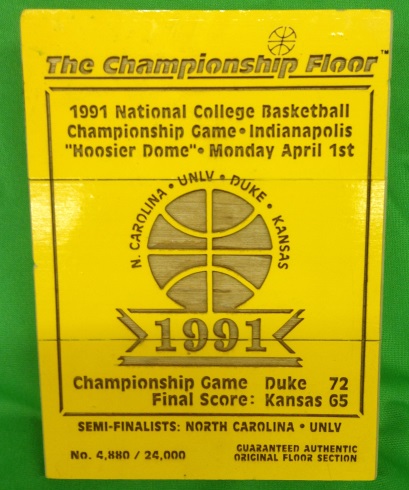 The Championship Floor™
1991 National College Basketball
Championship Game • Indianapolis
"Hoosier Dome" • Monday April 1st
N. CAROLINA • UNLV • DUKE • KANSAS
1991
Championship Game Duke 72
Final Score: Kansas 65
SEMI-FINALISTS: NORTH CAROLINA • UNLV
No. 4,880 / 24,000
GUARANTEED AUTHENTIC
ORIGINAL FLOOR SECTION